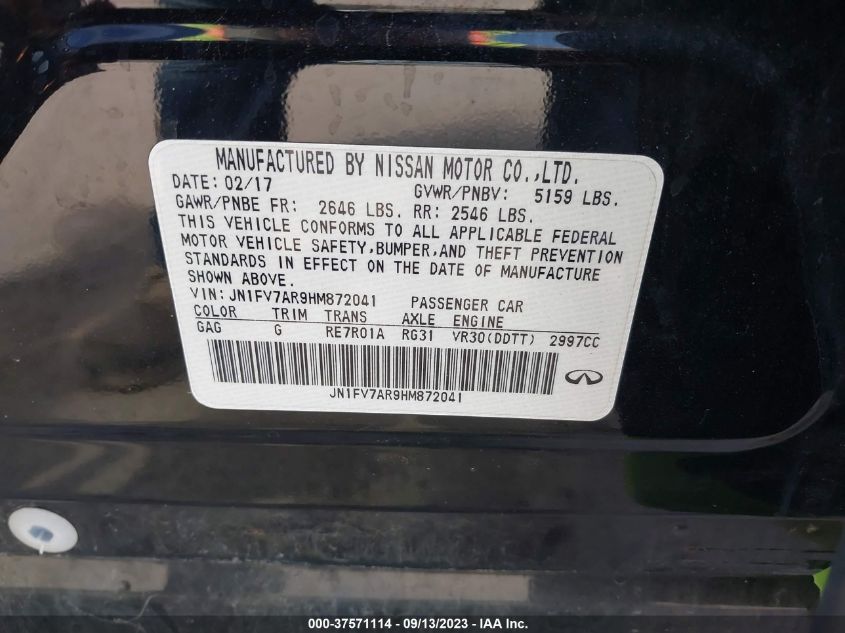 MANUFACTURED BY NISSAN MOTOR CO.,LTD.
DATE: 02/17 GVWR/PNBV: 5159 LBS.
GAWR/PNBE FR: 2646 LBS. RR: 2546 LBS.
THIS VEHICLE CONFORMS TO ALL APPLICABLE FEDERAL
MOTOR VEHICLE SAFETY,BUMPER,AND THEFT PREVENTION
STANDARDS IN EFFECT ON THE DATE OF MANUFACTURE
SHOWN ABOVE.
VIN: JN1FV7AR9HM872041 PASSENGER CAR
COLOR TRIM TRANS AXLE ENGINE
GAG G RE7R01A RG31 VR30(DDTT) 2997CC
JN1FV7AR9HM872041
000-37571114 - 09/13/2023 - IAA Inc.